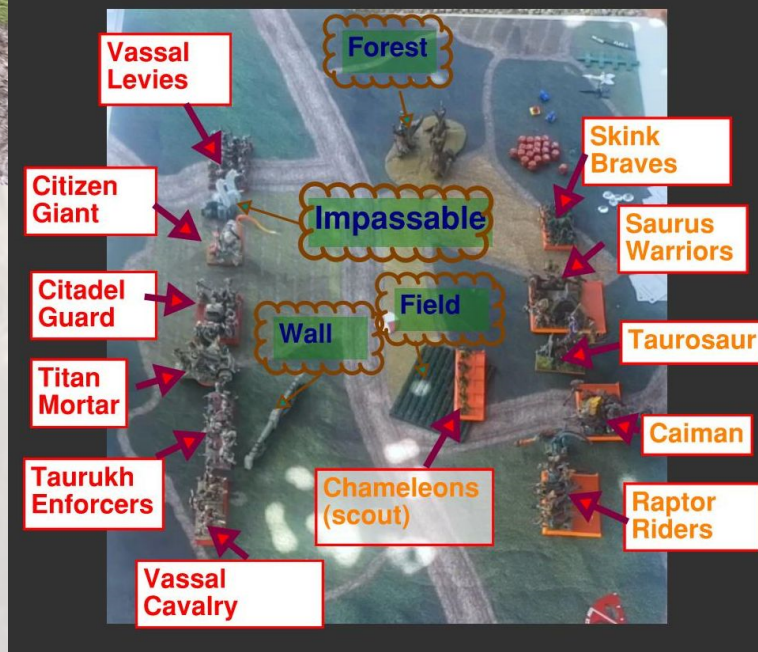 Vassal
Levies
Forest
Skink
Braves
Citizen
Giant
Impassable
Saurus
Warriors
Citadel
Guard
Wall
Field
Taurosaur
Titan
Mortar
Caiman
Taurukh
Enforcers
Chameleons
(scout)
Raptor
Riders
Vassal
Cavalry